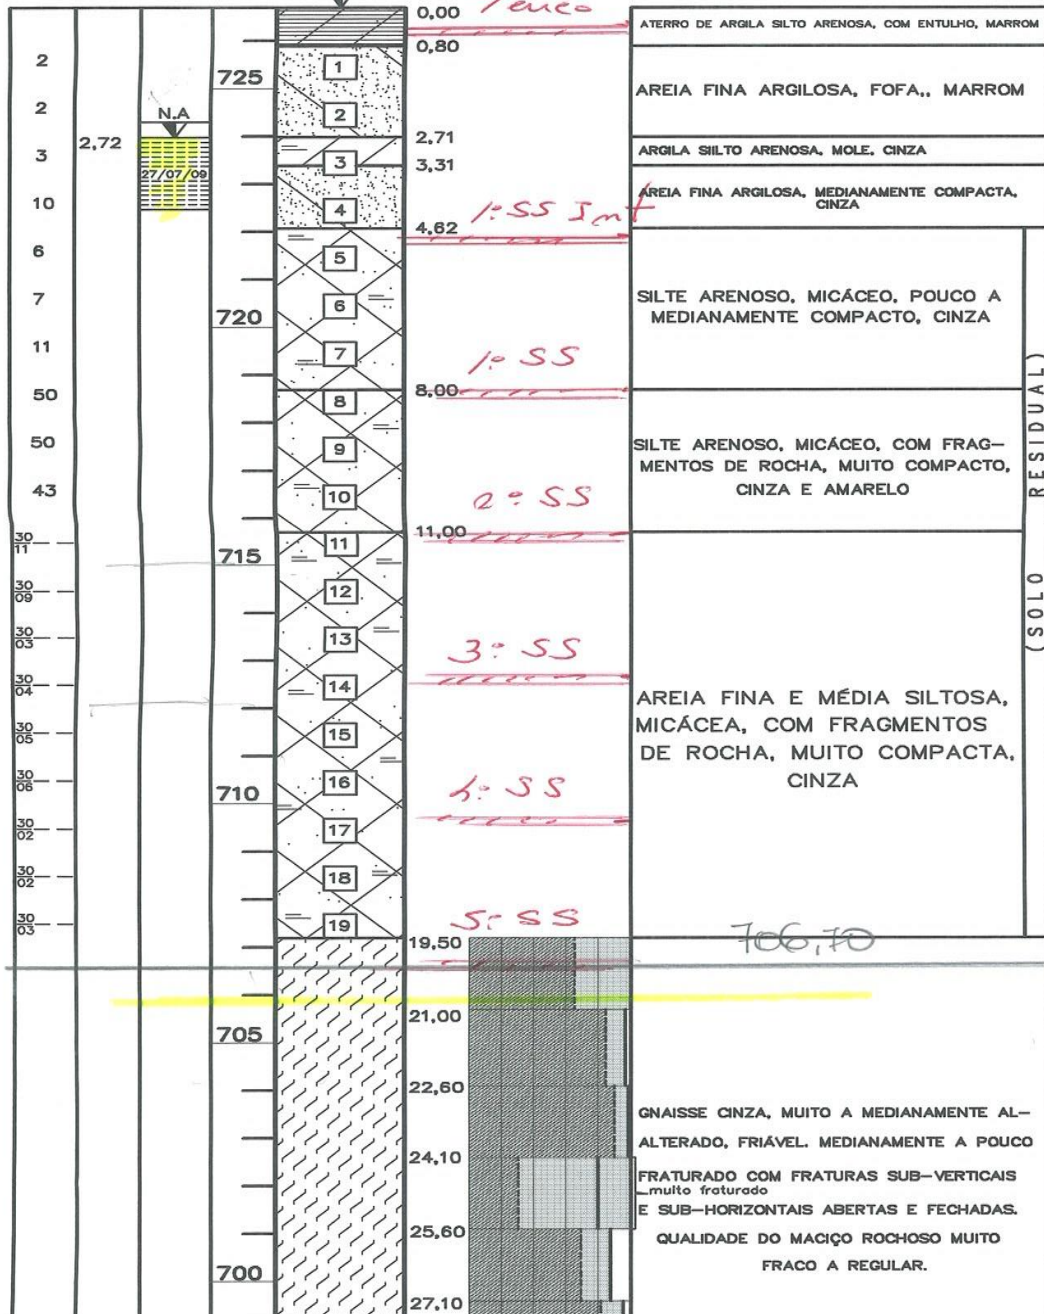 0,00
Terreo
ATERRO DE ARGILA SILTO ARENOSA, COM ENTULHO, MARROM
0,80
2
725
1
AREIA FINA ARGILOSA, FOFA,, MARROM
2
2
N.A
2,72
2,71
3
27/07/09
3
3,31
ARGILA SIILTO ARENOSA, MOLE, CINZA
10
4
AREIA FINA ARGILOSA, MEDIANAMENTE COMPACTA,
CINZA
1º SS Int
4,62
6
5
7
720
6
SILTE ARENOSO, MICÁCEO, POUCO A
MEDIANAMENTE COMPACTO, CINZA
11
7
1º SS
8,00
50
8
50
9
SILTE ARENOSO, MICÁCEO, COM FRAG-
MENTOS DE ROCHA, MUITO COMPACTO,
CINZA E AMARELO
43
10
2º SS
11,00
(SOLO RESIDUAL)
30
11
715
11
30
09
12
30
03
13
3º SS
30
04
14
AREIA FINA E MÉDIA SILTOSA,
MICÁCEA, COM FRAGMENTOS
DE ROCHA, MUITO COMPACTA,
CINZA
30
05
15
30
06
710
16
4º SS
30
02
17
30
02
18
30
03
19
5º SS
19,50
706,70
21,00
705
22,60
GNAISSE CINZA, MUITO A MEDIANAMENTE AL-
ALTERADO, FRIÁVEL. MEDIANAMENTE A POUCO
24,10
FRATURADO COM FRATURAS SUB-VERTICAIS
muito fraturado
E SUB-HORIZONTAIS ABERTAS E FECHADAS.
25,60
QUALIDADE DO MACIÇO ROCHOSO MUITO
FRACO A REGULAR.
700
27,10